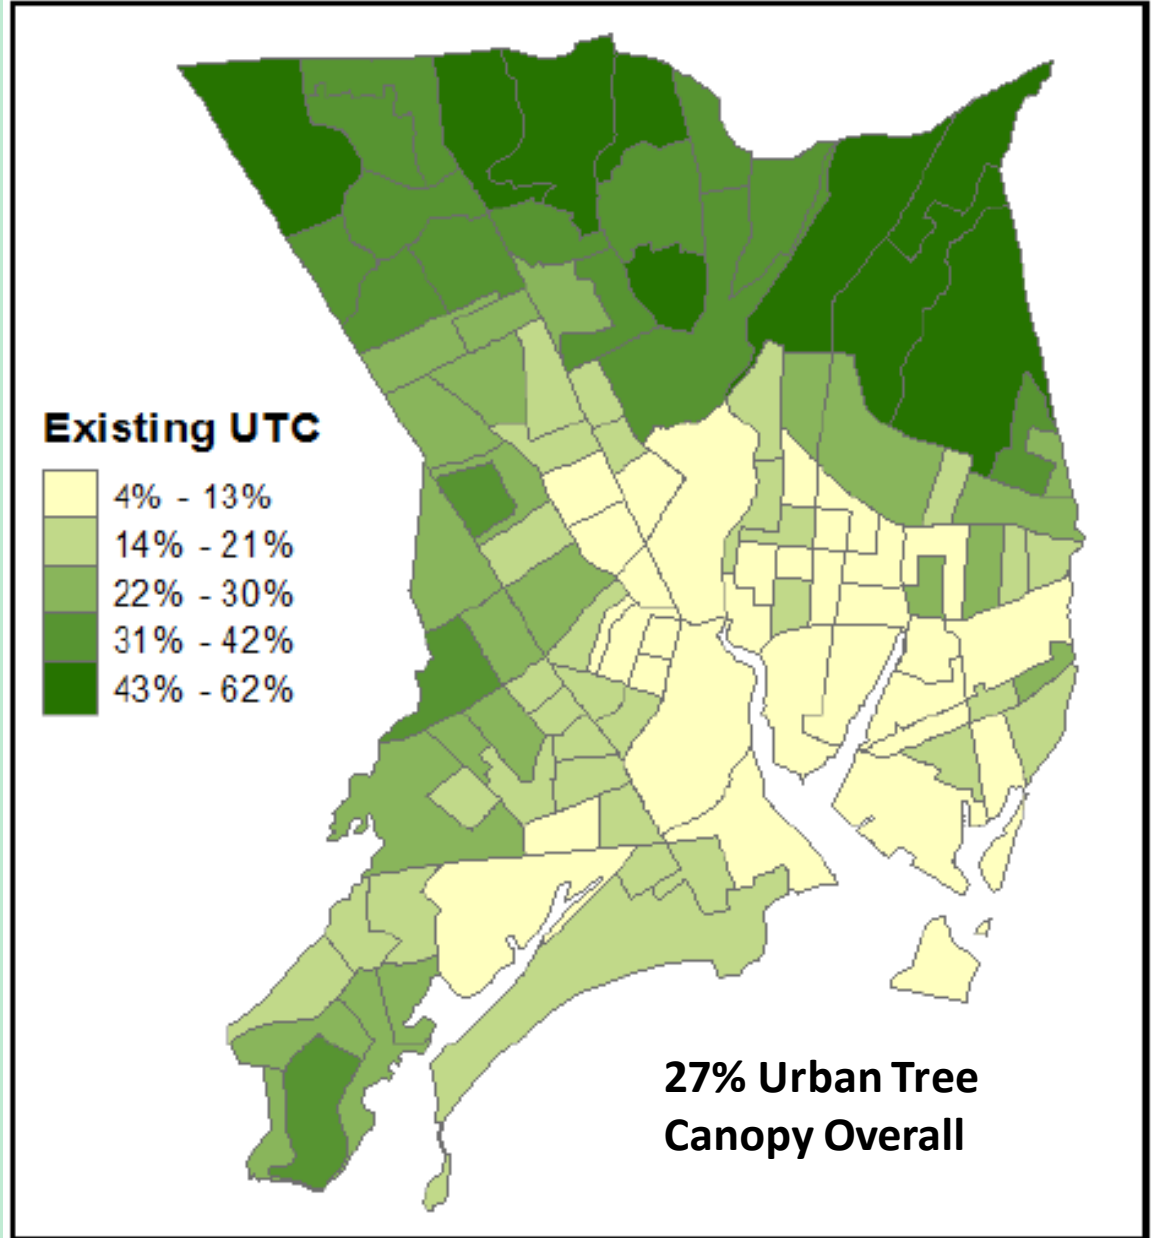 Existing UTC
4% - 13%
14% - 21%
22% - 30%
31% - 42%
43% - 62%
27% Urban Tree
Canopy Overall